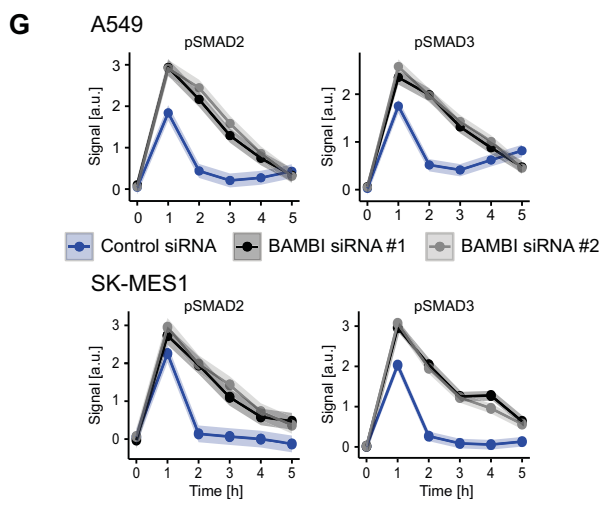 G
A549
pSMAD2
pSMAD3
Signal [a.u.]
3
2
1
0
0 1 2 3 4 5
Signal [a.u.]
2
1
0
0 1 2 3 4 5
Control siRNA BAMBI siRNA #1 BAMBI siRNA #2
SK-MES1
pSMAD2
pSMAD3
Signal [a.u.]
3
2
1
0
0 1 2 3 4 5
Time [h]
Signal [a.u.]
3
2
1
0
0 1 2 3 4 5
Time [h]